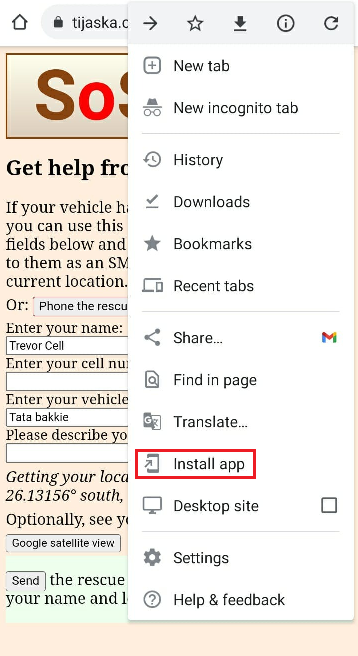 tijaska.c
New tab
New incognito tab
History
Downloads
Bookmarks
Recent tabs
Share...
Find in page
Translate...
Install app
Desktop site
Settings
Help & feedback
SoS
Get help fro
If your vehicle ha
you can use this
fields below and
to them as an SM
current location.
Or: Phone the rescu
Enter your name:
Trevor Cell
Enter your cell nu
Enter your vehicle
Tata bakkie
Please describe yo
Getting your loca
26.13156° south,
Optionally, see yo
Google satellite view
Send the rescue
your name and l